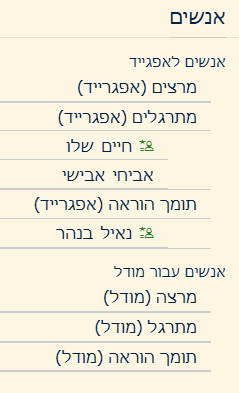 אנשים
אנשים לאפגרייד
מרצים (אפגרייד)
מתרגלים (אפגרייד)
חיים שלו
אביחי אבישי
תומך הוראה (אפגרייד)
נאיל בנהר
אנשים עבור מודל
מרצה (מודל)
מתרגל (מודל)
תומך הוראה (מודל)